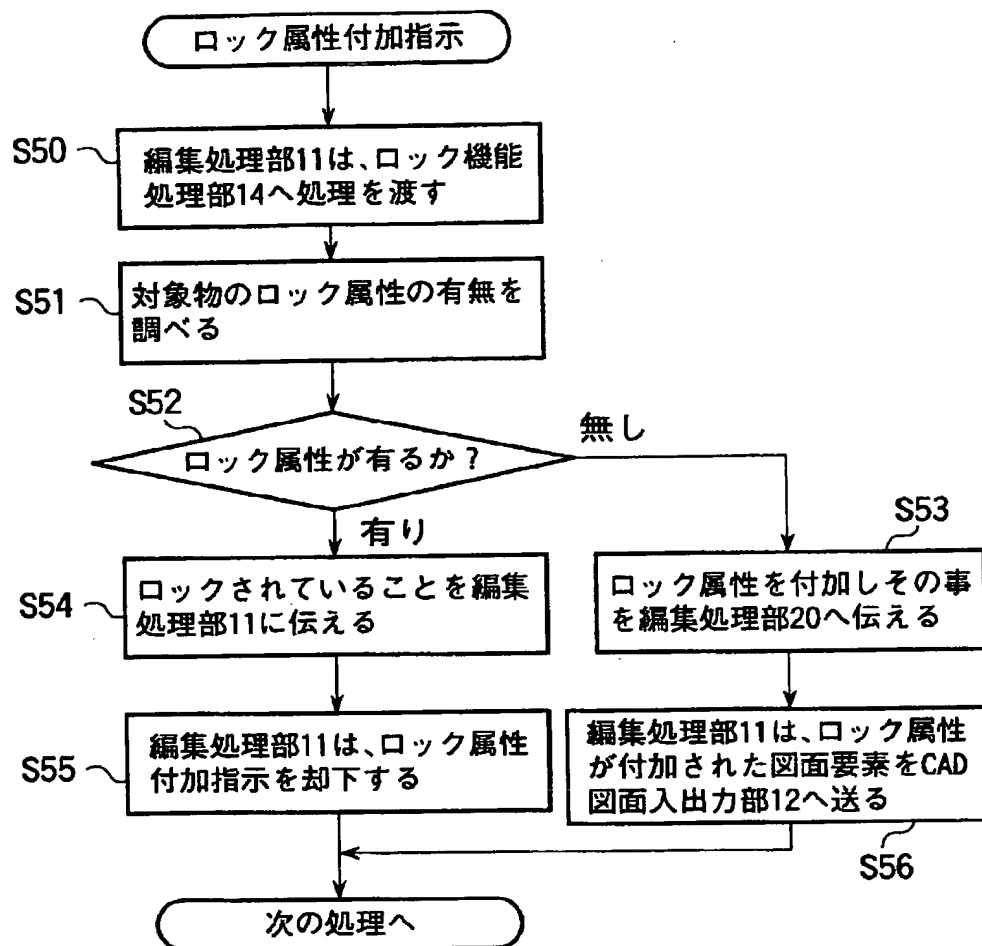 ロック属性付加指示
S50
編集処理部11は、ロック機能
処理部14へ処理を渡す
S51
対象物のロック属性の有無を
調べる
S52
ロック属性が有るか？
無し
有り
S53
ロック属性を付加しその事
を編集処理部20へ伝える
S54
ロックされていることを編集
処理部11に伝える
S55
編集処理部11は、ロック属性
付加指示を却下する
編集処理部11は、ロック属性
が付加された図面要素をCAD
図面入出力部12へ送る
S56
次の処理へ